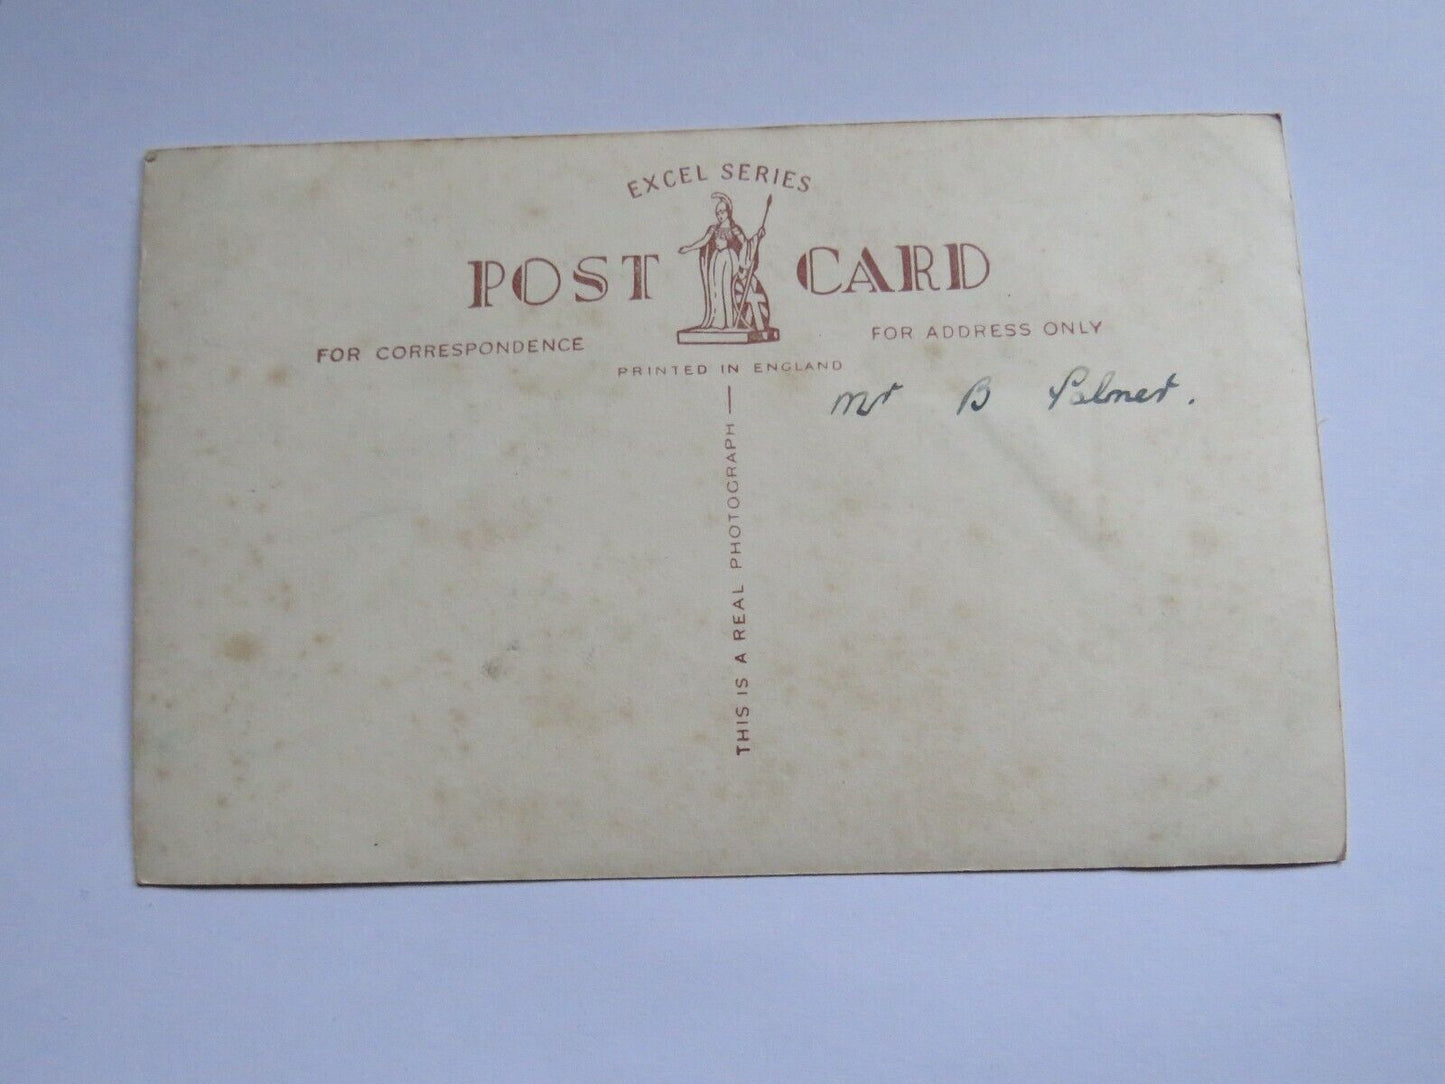 EXCEL SERIES
POST CARD
FOR CORRESPONDENCE
FOR ADDRESS ONLY
PRINTED IN ENGLAND
Mr B Palmer.
THIS IS A REAL PHOTOGRAPH